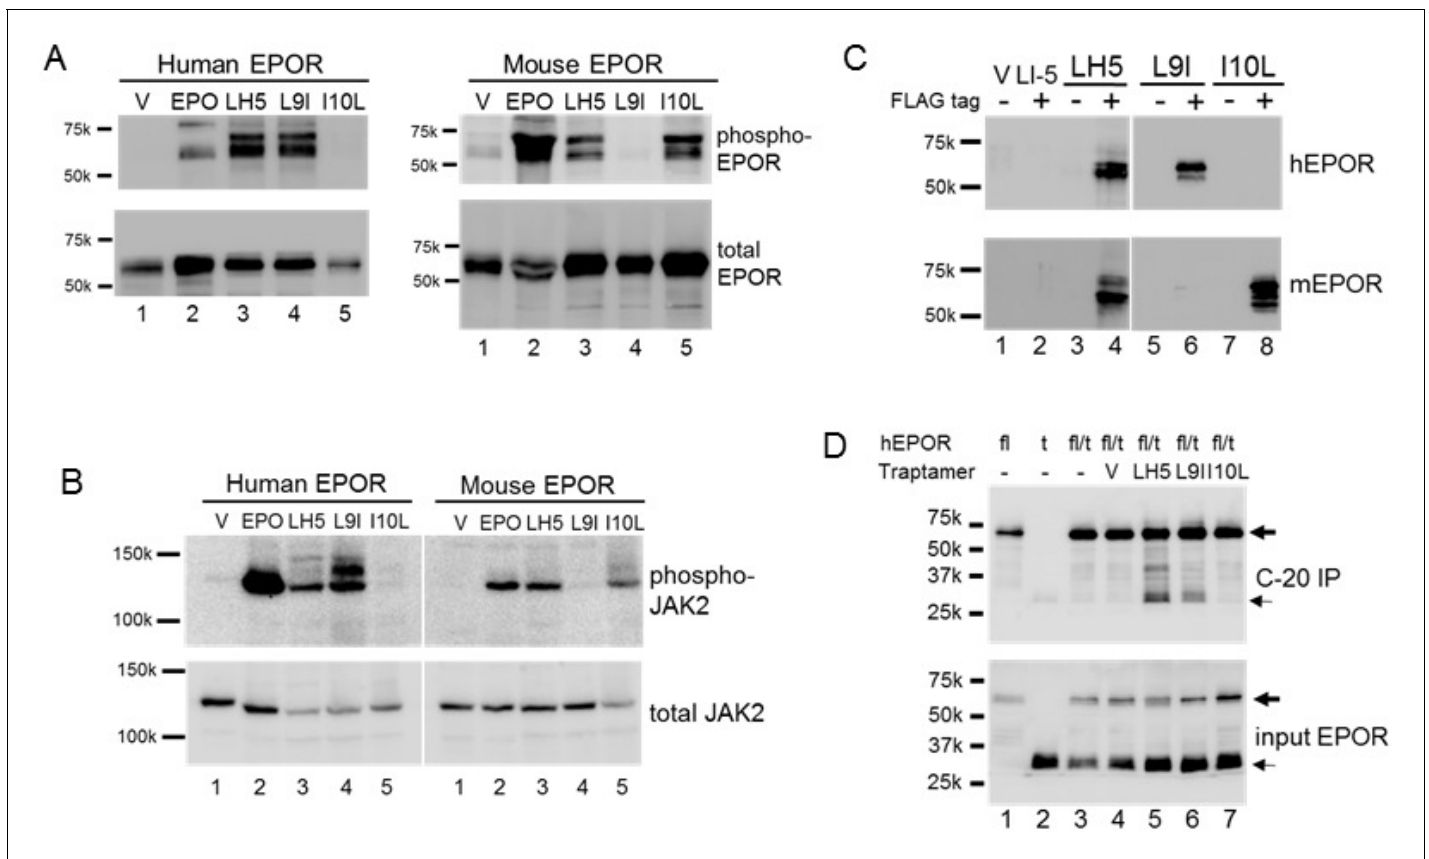 A
Human EPOR
V EPO LH5 L9I I10L
75k
50k
75k
50k
1 2 3 4 5
Mouse EPOR
V EPO LH5 L9I I10L
75k
50k
phospho-
EPOR
75k
50k
total
EPOR
1 2 3 4 5
B
Human EPOR
V EPO LH5 L9I I10L
Mouse EPOR
V EPO LH5 L9I I10L
150k
100k
phospho-
JAK2
150k
100k
total JAK2
1 2 3 4 5 1 2 3 4 5
C
V LI-5 LH5 L9I I10L
FLAG tag - + - + - + - +
75k
50k
hEPOR
75k
50k
mEPOR
1 2 3 4 5 6 7 8
D
hEPOR fl t fl/t fl/t fl/t fl/t fl/t
Traptamer - - - V LH5 L9I I10L
75k
50k
37k
25k
C-20 IP
75k
50k
37k
25k
input EPOR
1 2 3 4 5 6 7